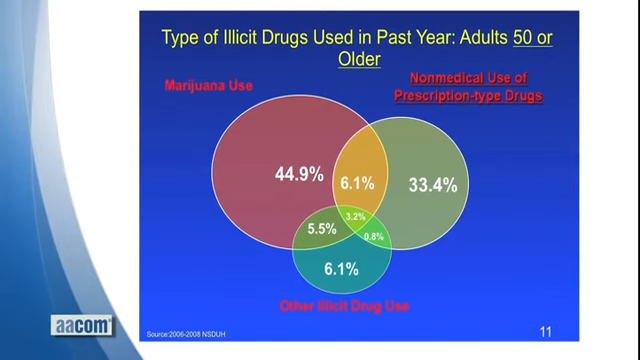 Type of Illicit Drugs Used in Past Year: Adults 50 or
Older
Marijuana Use
Nonmedical Use of
Prescription-type Drugs
44.9%
6.1%
33.4%
3.2%
5.5%
0.8%
6.1%
Other Illicit Drug Use
aacom
Source:2006-2008 NSDUH
11